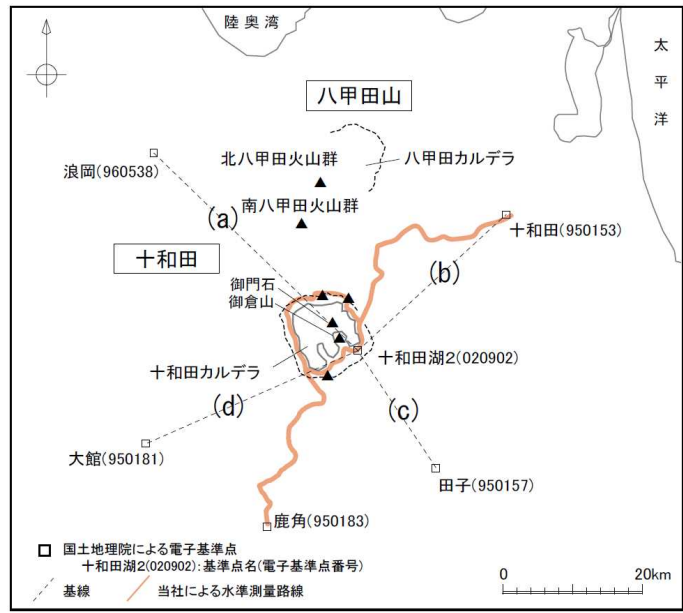 陸奥湾
太平洋
八甲田山
北八甲田火山群
八甲田カルデラ
浪岡(960538)
南八甲田火山群
(a)
十和田(950153)
十和田
(b)
御門石
御倉山
十和田湖2(020902)
十和田カルデラ
(d)
(c)
大館(950181)
田子(950157)
鹿角(950183)
国土地理院による電子基準点
十和田湖2(020902):基準点名(電子基準点番号)
基線
当社による水準測量路線
0
20km